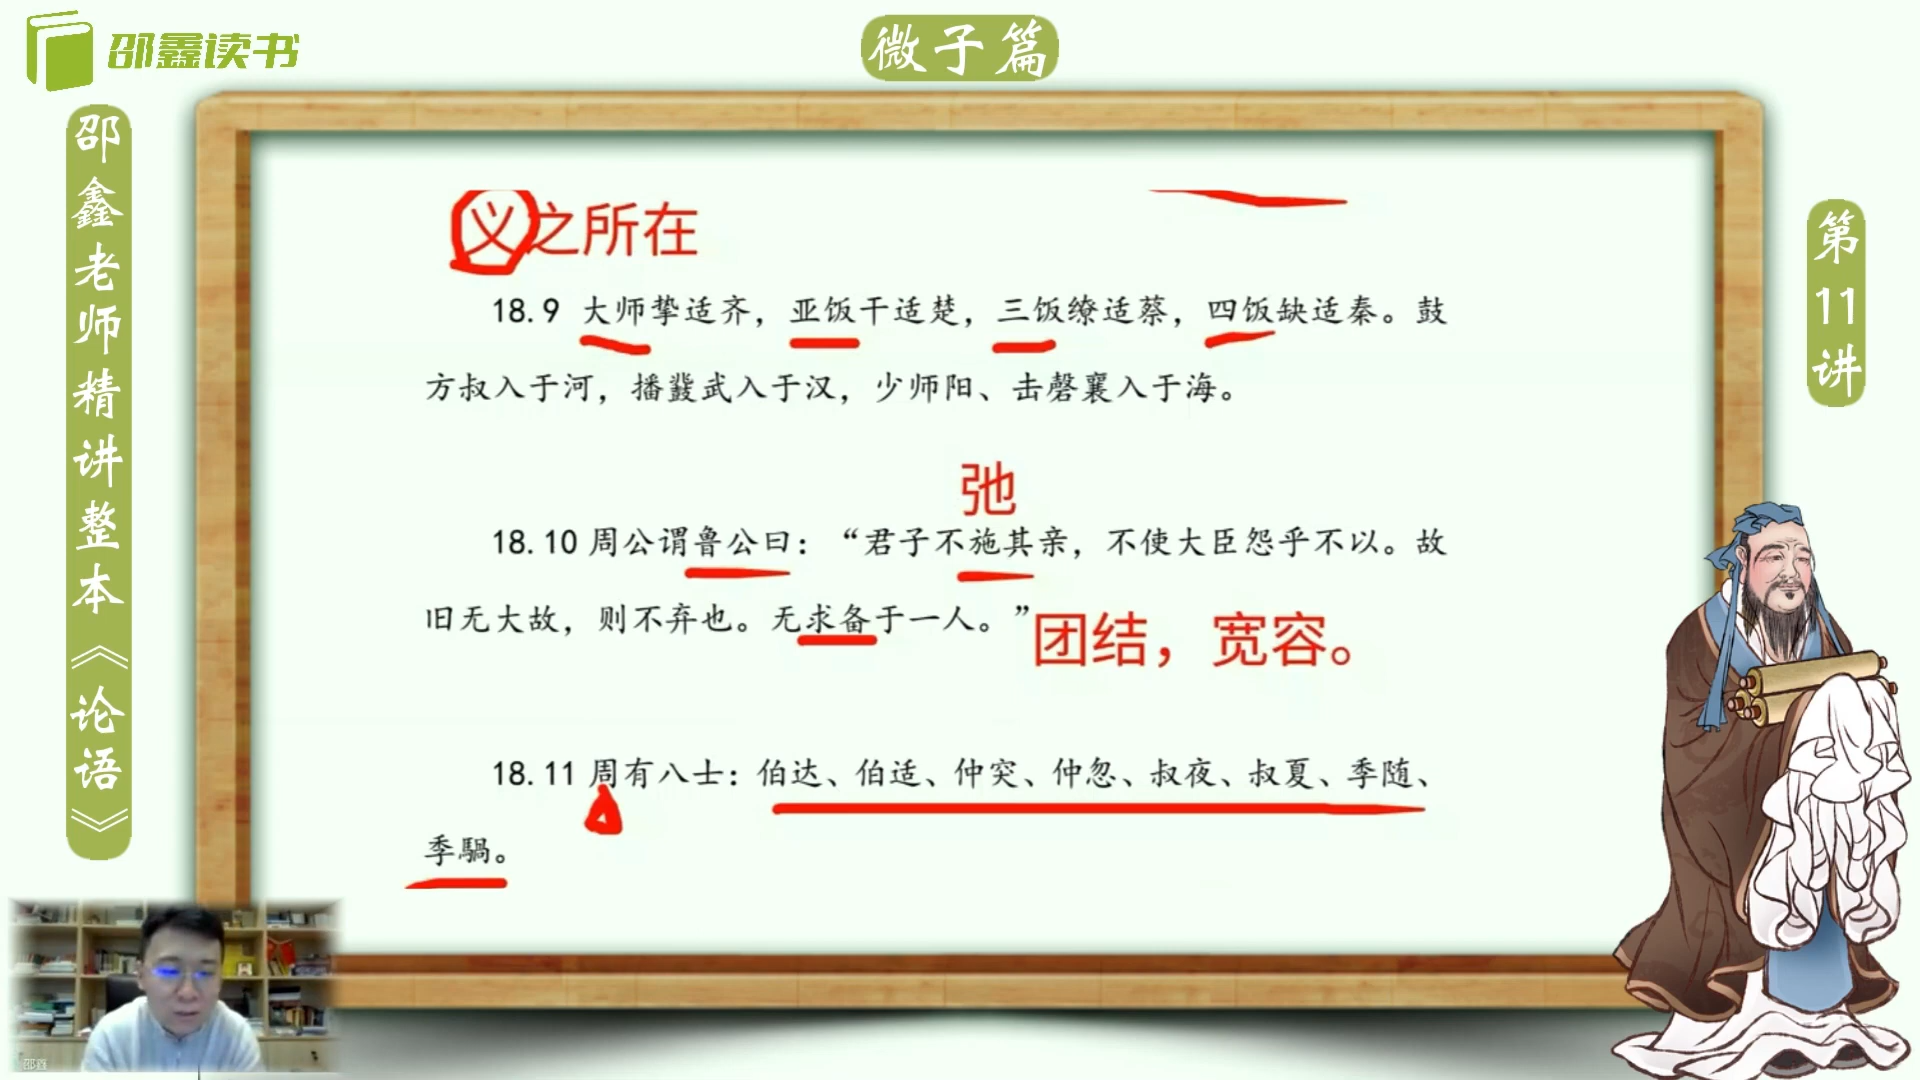 邵鑫读书
微子篇
邵鑫老师精讲整本《论语》
第11讲
义之所在
18.9 大师挚适齐，亚饭干适楚，三饭缭适蔡，四饭缺适秦。鼓
方叔入于河，播鼗武入于汉，少师阳、击磬襄入于海。
弛
18.10 周公谓鲁公曰：“君子不施其亲，不使大臣怨乎不以。故
旧无大故，则不弃也。无求备于一人。”
团结，宽容。
18.11 周有八士：伯达、伯适、仲突、仲忽、叔夜、叔夏、季随、
季騧。
邵鑫